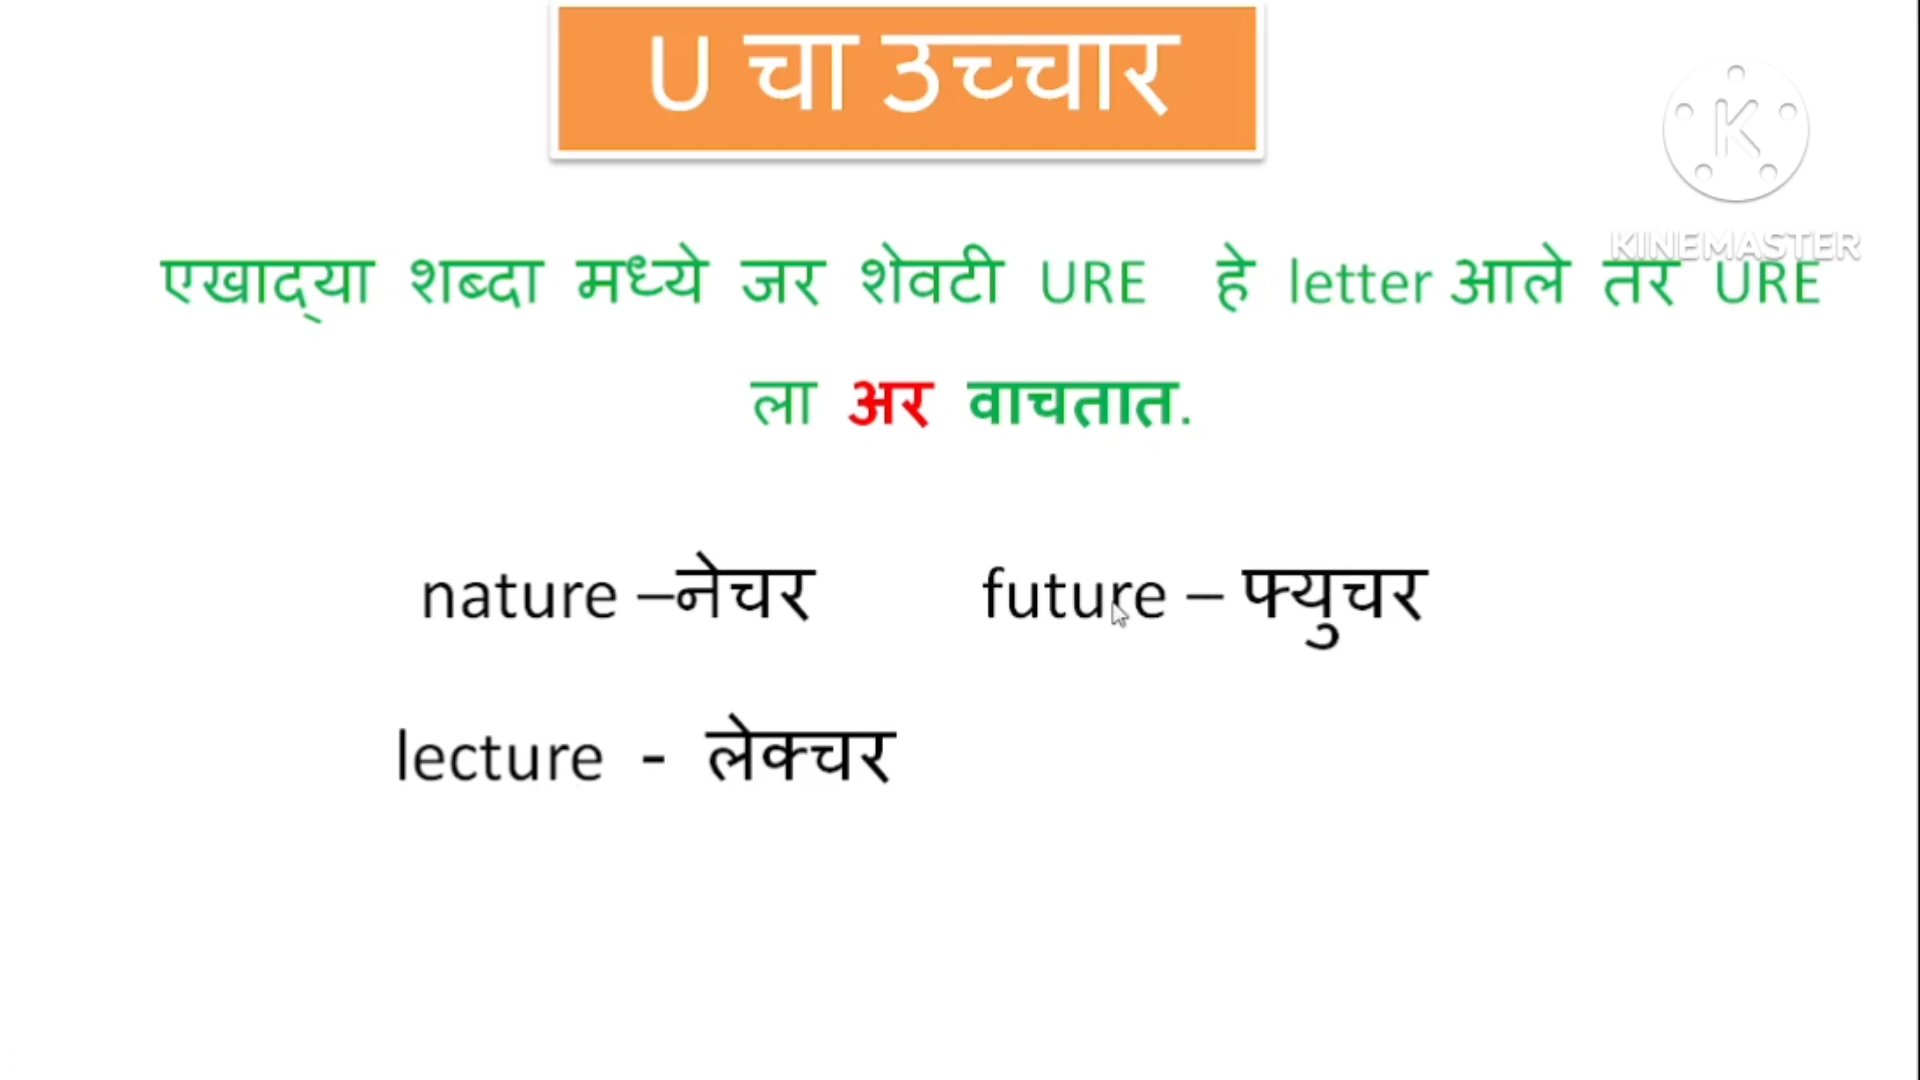 U चा उच्चार
K
KINEMASTER
एखाद्‌या शब्दा मध्ये जर शेवटी URE हे letter आले तर URE
ला अर वाचतात.
nature –नेचर future – फ्युचर
lecture - लेक्चर